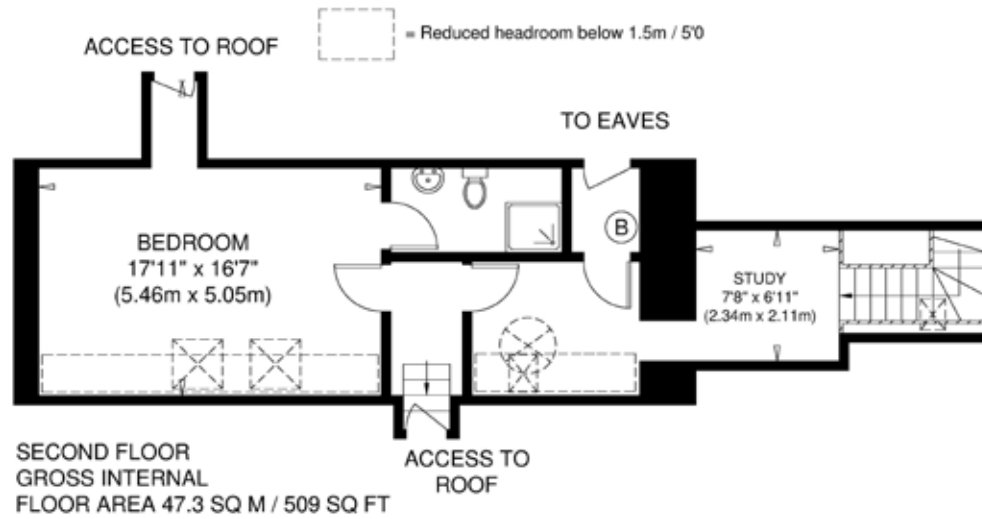 = Reduced headroom below 1.5m / 5'0
ACCESS TO ROOF
TO EAVES
B
BEDROOM
17'11" x 16'7"
(5.46m x 5.05m)
STUDY
7'8" x 6'11"
(2.34m x 2.11m)
ACCESS TO
ROOF
SECOND FLOOR
GROSS INTERNAL
FLOOR AREA 47.3 SQ M / 509 SQ FT